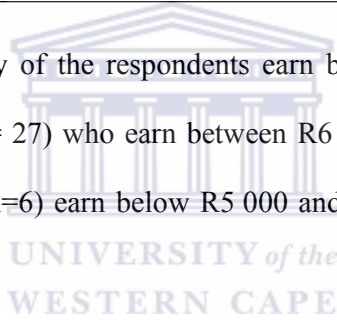 y of the respondents earn b
= 27) who earn between R6
=6) earn below R5 000 and
UNIVERSITY of the
WESTERN CAPE